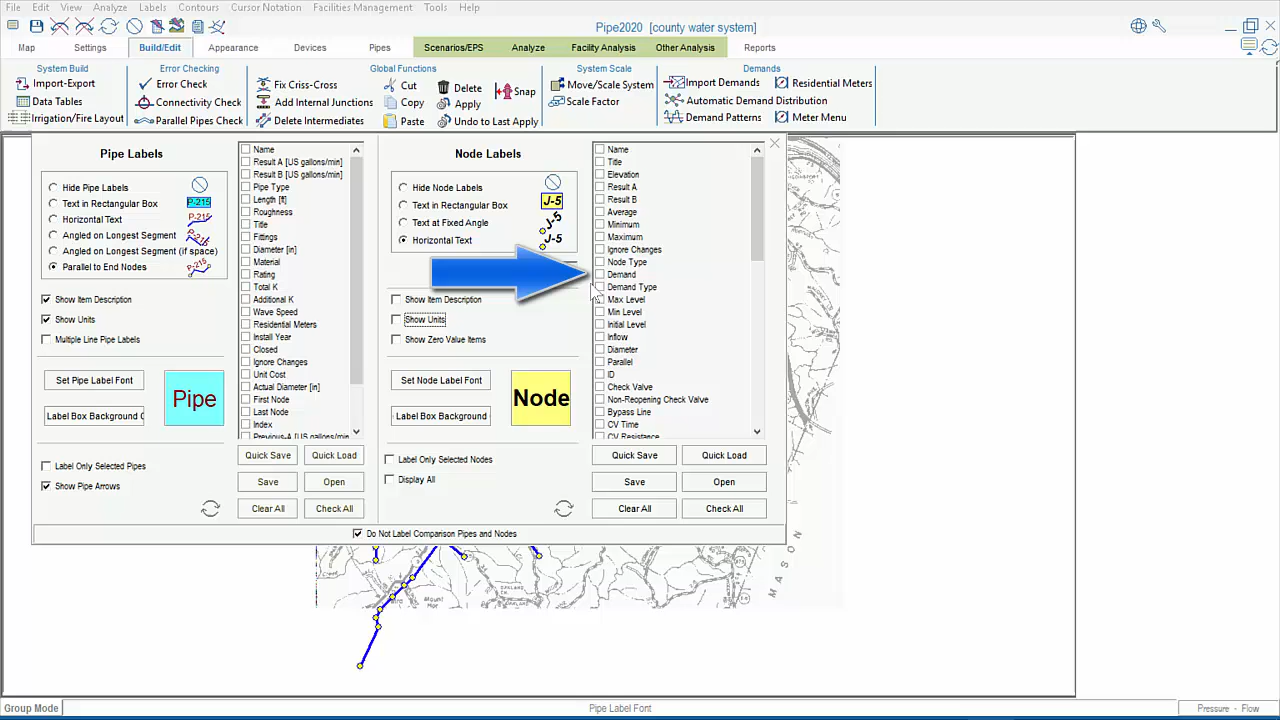 File Edit View Analyze Labels Contours Cursor Notation Facilities Management Tools Help
Pipe2020 [county water system]
Map Settings Build/Edit Appearance Devices Pipes Scenarios/EPS Analyze Facility Analysis Other Analysis Reports
System Build
Import-Export
Data Tables
Irrigation/Fire Layout
Error Checking
Error Check
Connectivity Check
Parallel Pipes Check
Global Functions
Fix Criss-Cross
Add Internal Junctions
Delete Intermediates
Cut
Copy
Paste
Delete
Apply
Undo to Last Apply
Snap
System Scale
Move/Scale System
Scale Factor
Demands
Import Demands
Residential Meters
Automatic Demand Distribution
Demand Patterns
Meter Menu
Pipe Labels
Hide Pipe Labels
Text in Rectangular Box P-215
Horizontal Text P-215
Angled on Longest Segment
Angled on Longest Segment (if space)
Parallel to End Nodes P-215
Show Item Description
Show Units
Multiple Line Pipe Labels
Set Pipe Label Font
Label Box Background C
Pipe
Label Only Selected Pipes
Show Pipe Arrows
Name
Result A [US gallons/min]
Result B [US gallons/min]
Pipe Type
Length [ft]
Roughness
Title
Fittings
Diameter [in]
Material
Rating
Total K
Additional K
Wave Speed
Residential Meters
Install Year
Closed
Ignore Changes
Unit Cost
Actual Diameter [in]
First Node
Last Node
Index
Previous-A [US gallons/min
Quick Save
Quick Load
Save
Open
Clear All
Check All
Node Labels
Hide Node Labels
Text in Rectangular Box J-5
Text at Fixed Angle J-5
Horizontal Text J-5
Show Item Description
Show Units
Show Zero Value Items
Set Node Label Font
Label Box Background
Node
Label Only Selected Nodes
Display All
Name
Title
Elevation
Result A
Result B
Average
Minimum
Maximum
Ignore Changes
Node Type
Demand
Demand Type
Max Level
Min Level
Initial Level
Inflow
Diameter
Parallel
ID
Check Valve
Non-Reopening Check Valve
Bypass Line
CV Time
CV Resistance
Quick Save
Quick Load
Save
Open
Clear All
Check All
Do Not Label Comparison Pipes and Nodes
MASON
Group Mode
Pipe Label Font
Pressure - Flow